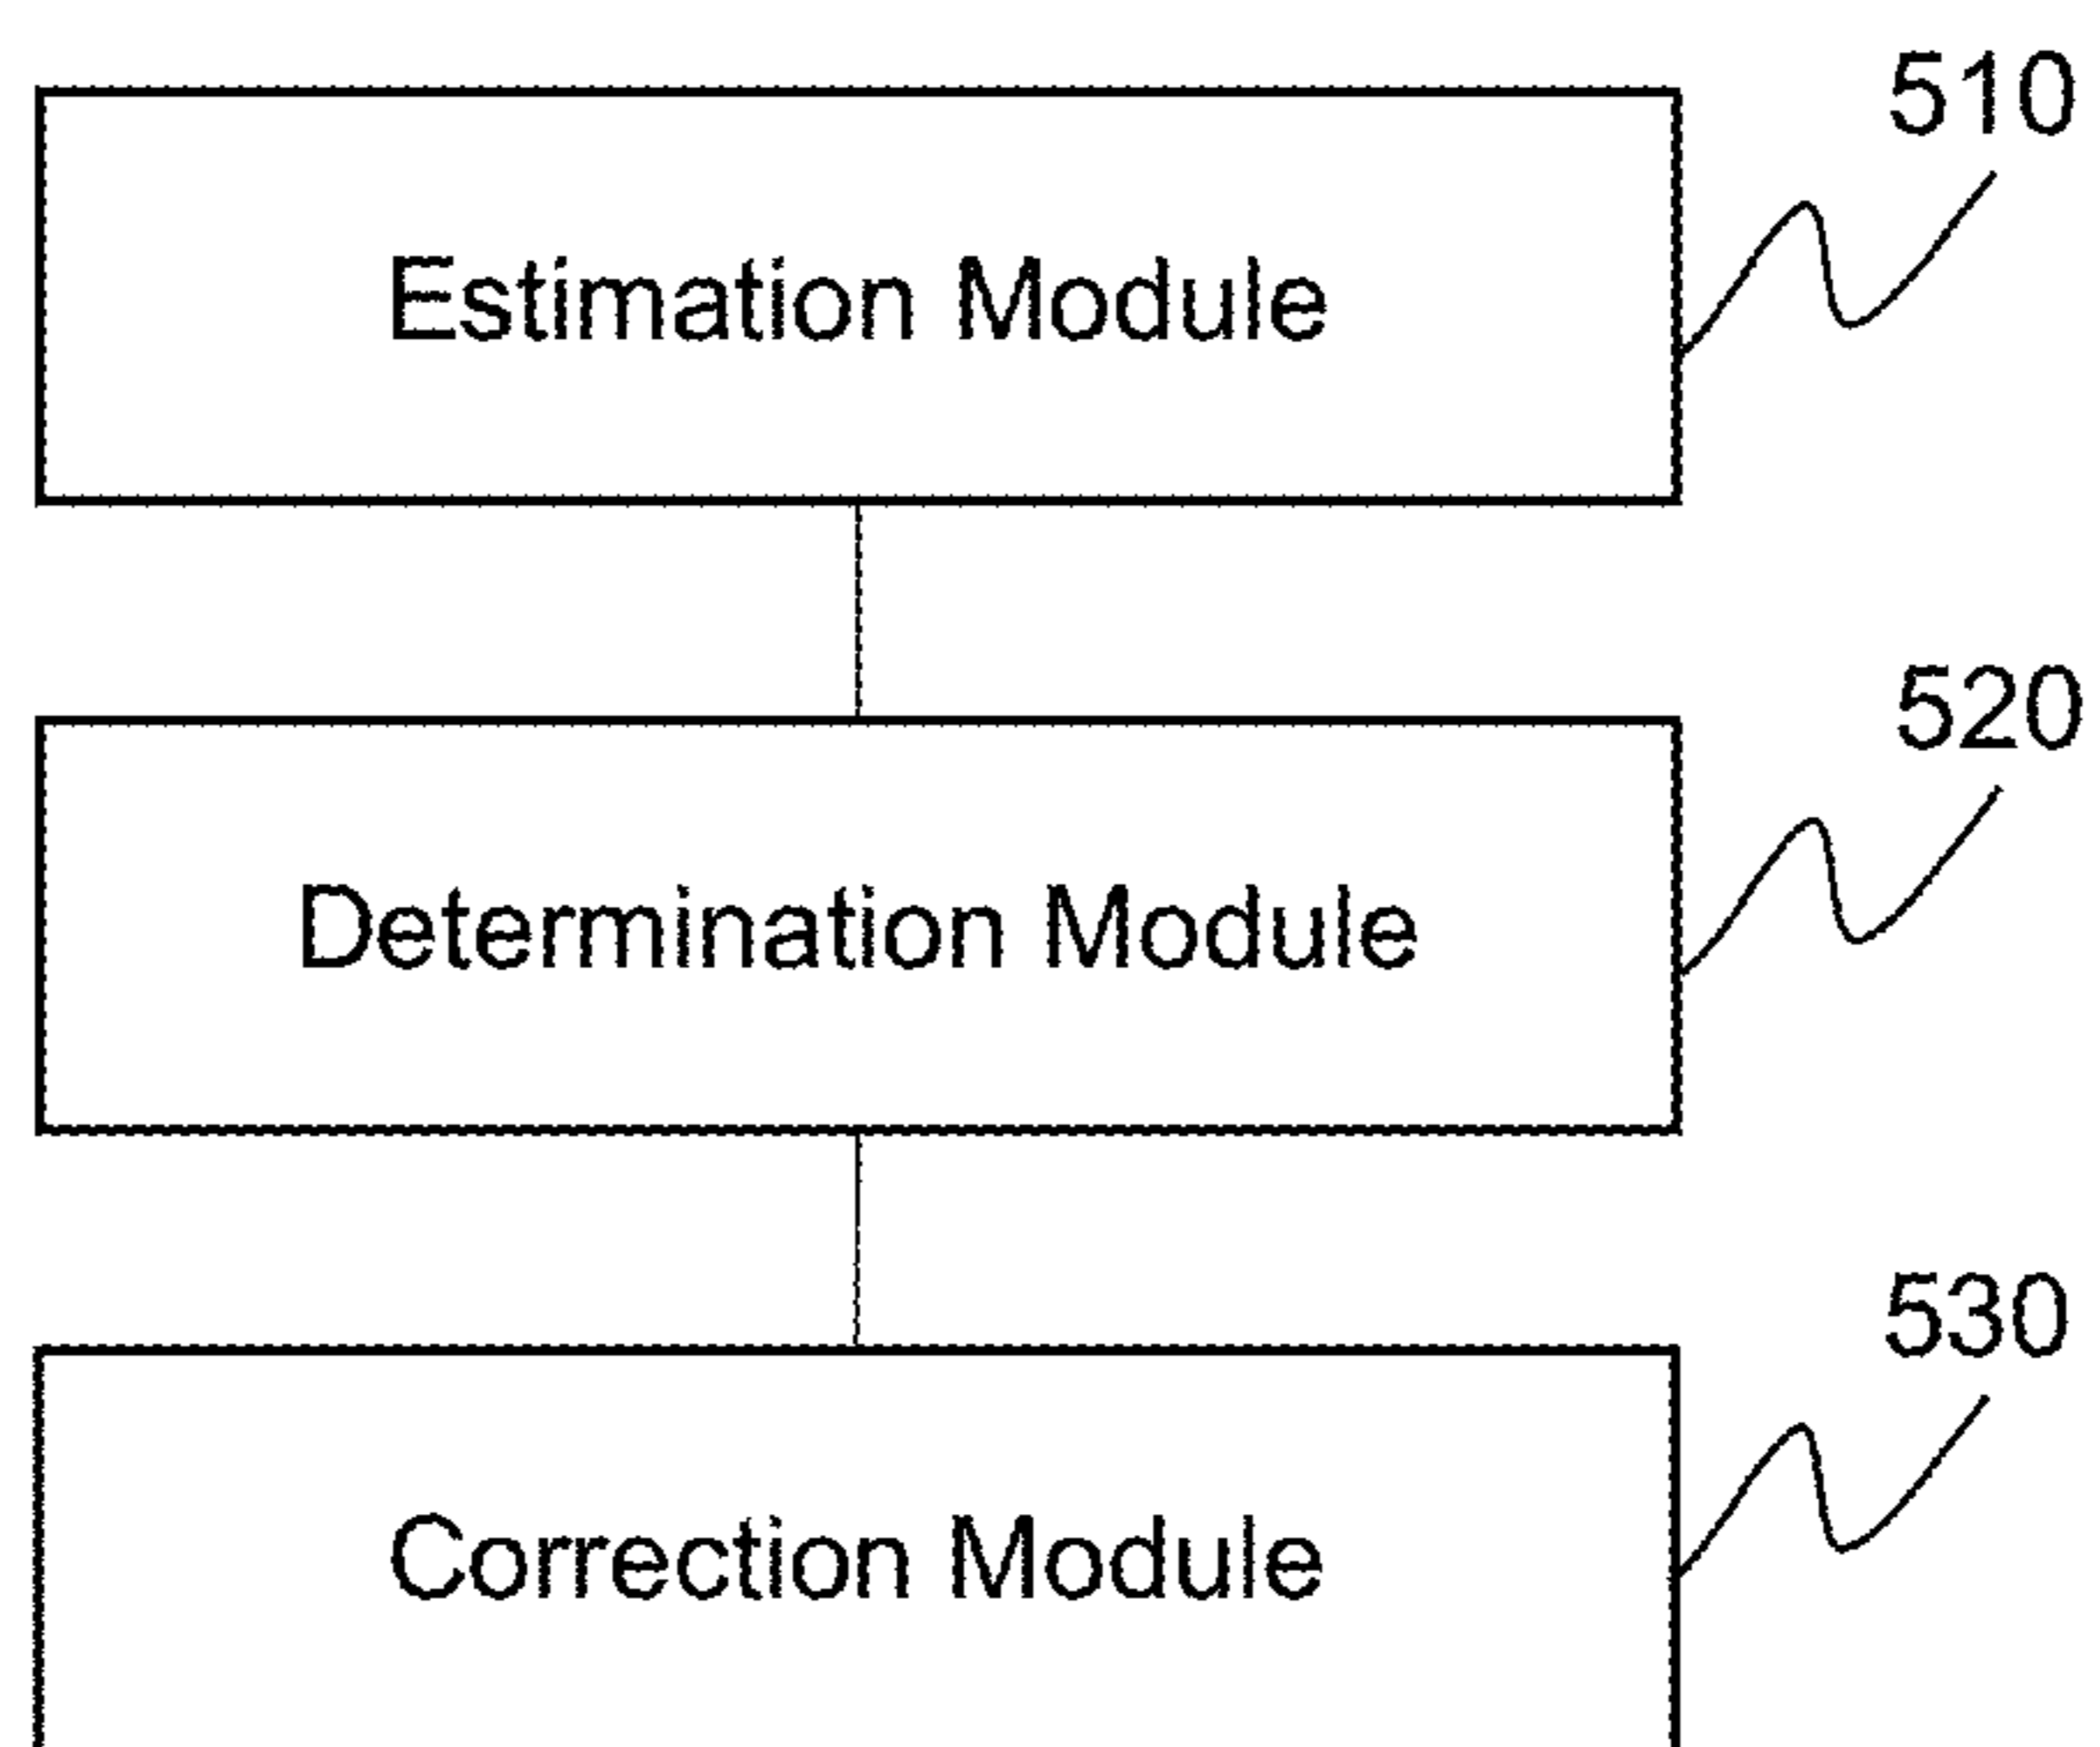 510
Estimation Module
520
Determination Module
530
Correction Module